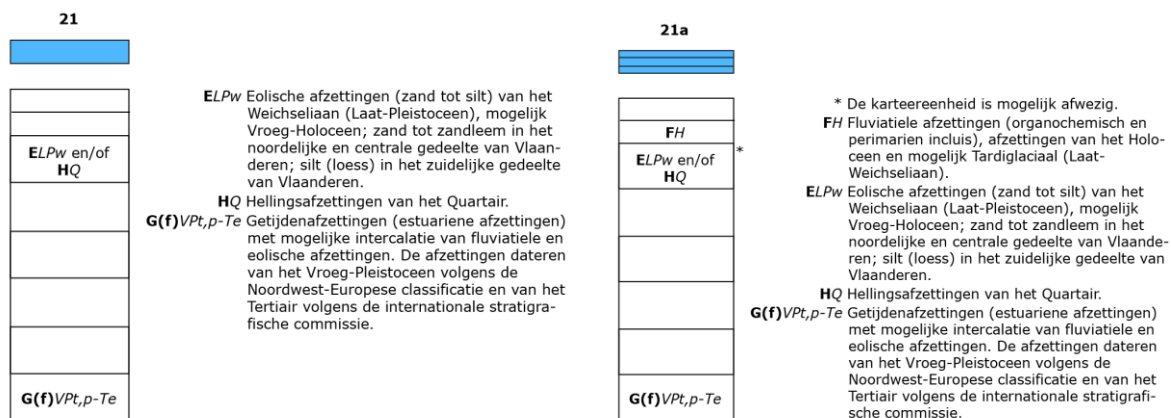 21
ELPw en/of
HQ
G(f)VPt,p-Te
ELPw Eolische afzettingen (zand tot silt) van het
Weichseliaan (Laat-Pleistoceen), mogelijk
Vroeg-Holoceen; zand tot zandleem in het
noordelijke en centrale gedeelte van Vlaan-
deren; silt (loess) in het zuidelijke gedeelte
van Vlaanderen.
HQ Hellingsafzettingen van het Quartair.
G(f)VPt,p-Te Getijdenafzettingen (estuariene afzettingen)
met mogelijke intercalatie van fluviatiele en
eolische afzettingen. De afzettingen dateren
van het Vroeg-Pleistoceen volgens de
Noordwest-Europese classificatie en van het
Tertiair volgens de internationale stratigra-
fische commissie.
21a
FH
ELPw en/of
HQ
*
G(f)VPt,p-Te
* De karteereenheid is mogelijk afwezig.
FH Fluviatiele afzettingen (organochemisch en
perimarien incluis), afzettingen van het Holo-
ceen en mogelijk Tardiglaciaal (Laat-
Weichseliaan).
ELPw Eolische afzettingen (zand tot silt) van het
Weichseliaan (Laat-Pleistoceen), mogelijk
Vroeg-Holoceen; zand tot zandleem in het
noordelijke en centrale gedeelte van Vlaande-
ren; silt (loess) in het zuidelijke gedeelte van
Vlaanderen.
HQ Hellingsafzettingen van het Quartair.
G(f)VPt,p-Te Getijdenafzettingen (estuariene afzettingen)
met mogelijke intercalatie van fluviatiele en
eolische afzettingen. De afzettingen dateren
van het Vroeg-Pleistoceen volgens de
Noordwest-Europese classificatie en van het
Tertiair volgens de internationale stratigrafi-
sche commissie.